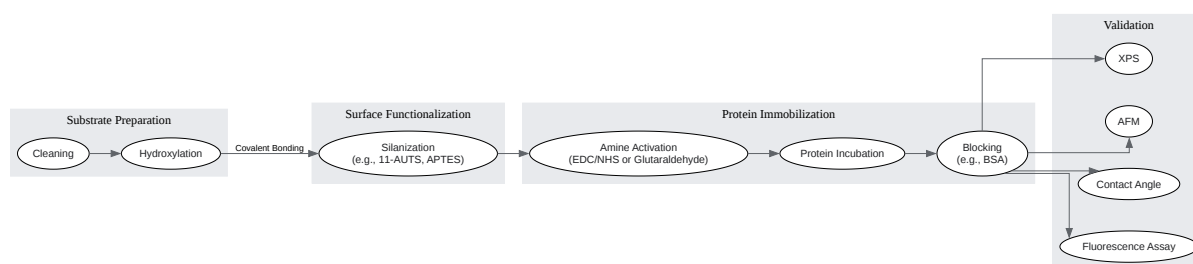 Substrate Preparation
Cleaning
Hydroxylation
Covalent Bonding
Surface Functionalization
Silanization
(e.g., 11-AUTS, APTES)
Protein Immobilization
Amine Activation
(EDC/NHS or Glutaraldehyde)
Protein Incubation
Blocking
(e.g., BSA)
Validation
XPS
AFM
Contact Angle
Fluorescence Assay